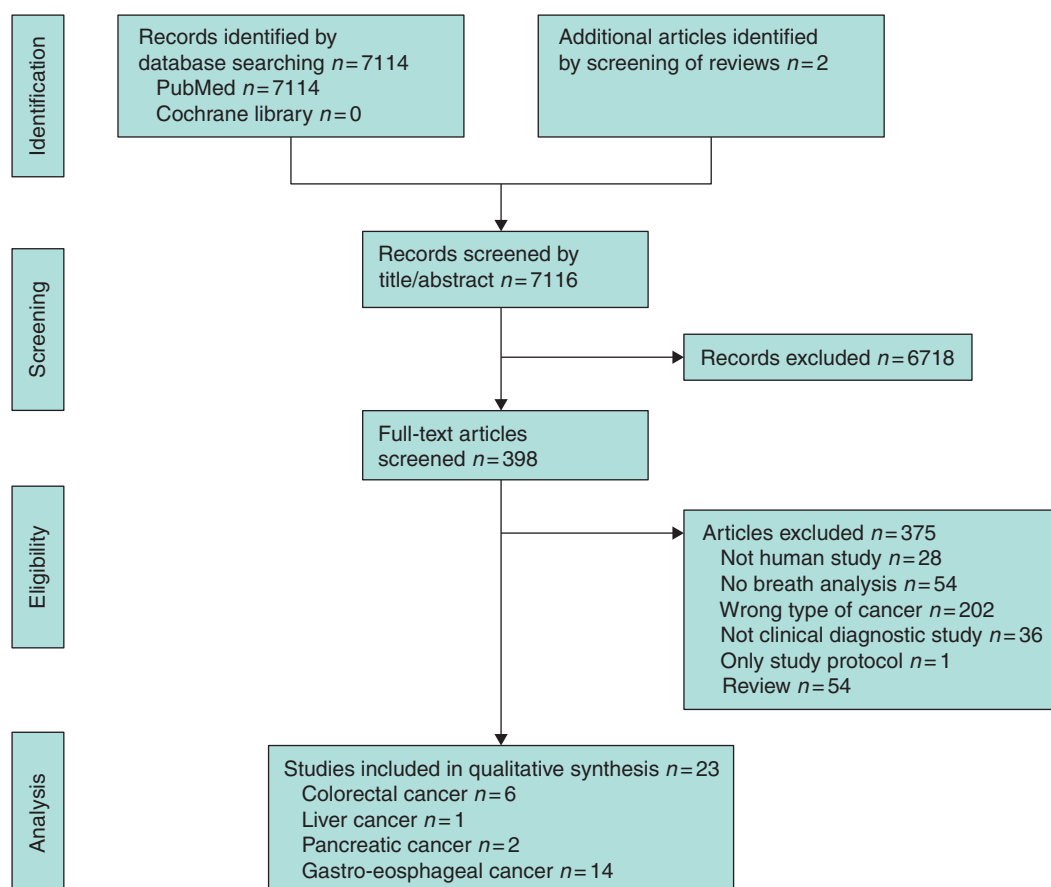 Identification
Records identified by
database searching n=7114
PubMed n=7114
Cochrane library n=0
Additional articles identified
by screening of reviews n=2
Screening
Records screened by
title/abstract n=7116
Records excluded n=6718
Full-text articles
screened n=398
Eligibility
Articles excluded n=375
Not human study n=28
No breath analysis n=54
Wrong type of cancer n=202
Not clinical diagnostic study n=36
Only study protocol n=1
Review n=54
Analysis
Studies included in qualitative synthesis n=23
Colorectal cancer n=6
Liver cancer n=1
Pancreatic cancer n=2
Gastro-eosphageal cancer n=14